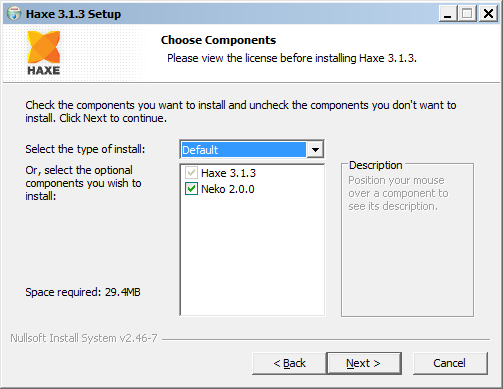 Haxe 3.1.3 Setup
HAXE
Choose Components
Please view the license before installing Haxe 3.1.3.
Check the components you want to install and uncheck the components you don't want to
install. Click Next to continue.
Select the type of install:
Default
Or, select the optional
components you wish to
install:
Haxe 3.1.3
Neko 2.0.0
Description
Position your mouse
over a component to
see its description.
Space required: 29.4MB
Nullsoft Install System v2.46-7
< Back
Next >
Cancel